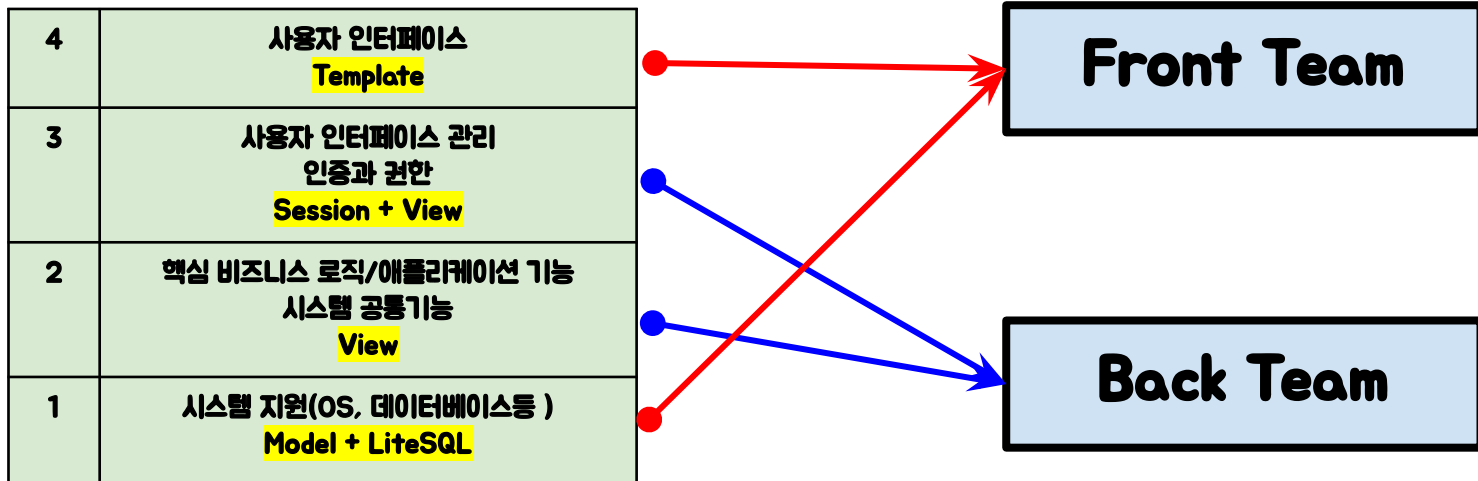 4
사용자 인터페이스
Template
3
사용자 인터페이스 관리
인증과 권한
Session + View
2
핵심 비즈니스 로직/애플리케이션 기능
시스템 공통기능
View
1
시스템 지원(OS, 데이터베이스등 )
Model + LiteSQL
Front Team
Back Team